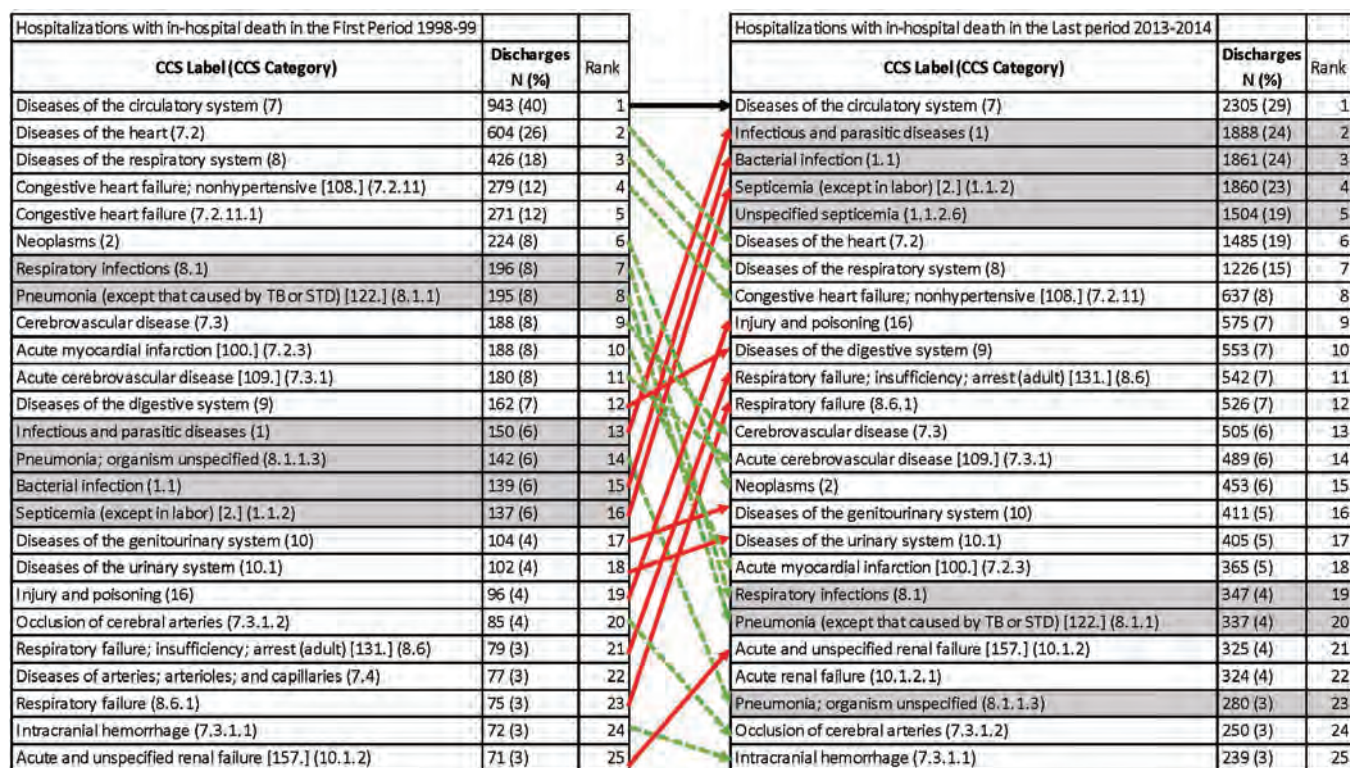 Hospitalizations with in-hospital death in the First Period 1998-99
CCS Label (CCS Category) Discharges N (%) Rank
Diseases of the circulatory system (7) 943 (40) 1
Diseases of the heart (7.2) 604 (26) 2
Diseases of the respiratory system (8) 426 (18) 3
Congestive heart failure; nonhypertensive [108.] (7.2.11) 279 (12) 4
Congestive heart failure (7.2.11.1) 271 (12) 5
Neoplasms (2) 224 (8) 6
Respiratory infections (8.1) 196 (8) 7
Pneumonia (except that caused by TB or STD) [122.] (8.1.1) 195 (8) 8
Cerebrovascular disease (7.3) 188 (8) 9
Acute myocardial infarction [100.] (7.2.3) 188 (8) 10
Acute cerebrovascular disease [109.] (7.3.1) 180 (8) 11
Diseases of the digestive system (9) 162 (7) 12
Infectious and parasitic diseases (1) 150 (6) 13
Pneumonia; organism unspecified (8.1.1.3) 142 (6) 14
Bacterial infection (1.1) 139 (6) 15
Septicemia (except in labor) [2.] (1.1.2) 137 (6) 16
Diseases of the genitourinary system (10) 104 (4) 17
Diseases of the urinary system (10.1) 102 (4) 18
Injury and poisoning (16) 96 (4) 19
Occlusion of cerebral arteries (7.3.1.2) 85 (4) 20
Respiratory failure; insufficiency; arrest (adult) [131.] (8.6) 79 (3) 21
Diseases of arteries; arterioles; and capillaries (7.4) 77 (3) 22
Respiratory failure (8.6.1) 75 (3) 23
Intracranial hemorrhage (7.3.1.1) 72 (3) 24
Acute and unspecified renal failure [157.] (10.1.2) 71 (3) 25
Hospitalizations with in-hospital death in the Last period 2013-2014
CCS Label (CCS Category) Discharges N (%) Rank
Diseases of the circulatory system (7) 2305 (29) 1
Infectious and parasitic diseases (1) 1888 (24) 2
Bacterial infection (1.1) 1861 (24) 3
Septicemia (except in labor) [2.] (1.1.2) 1860 (23) 4
Unspecified septicemia (1.1.2.6) 1504 (19) 5
Diseases of the heart (7.2) 1485 (19) 6
Diseases of the respiratory system (8) 1226 (15) 7
Congestive heart failure; nonhypertensive [108.] (7.2.11) 637 (8) 8
Injury and poisoning (16) 575 (7) 9
Diseases of the digestive system (9) 553 (7) 10
Respiratory failure; insufficiency; arrest (adult) [131.] (8.6) 542 (7) 11
Respiratory failure (8.6.1) 526 (7) 12
Cerebrovascular disease (7.3) 505 (6) 13
Acute cerebrovascular disease [109.] (7.3.1) 489 (6) 14
Neoplasms (2) 453 (6) 15
Diseases of the genitourinary system (10) 411 (5) 16
Diseases of the urinary system (10.1) 405 (5) 17
Acute myocardial infarction [100.] (7.2.3) 365 (5) 18
Respiratory infections (8.1) 347 (4) 19
Pneumonia (except that caused by TB or STD) [122.] (8.1.1) 337 (4) 20
Acute and unspecified renal failure [157.] (10.1.2) 325 (4) 21
Acute renal failure (10.1.2.1) 324 (4) 22
Pneumonia; organism unspecified (8.1.1.3) 280 (3) 23
Occlusion of cerebral arteries (7.3.1.2) 250 (3) 24
Intracranial hemorrhage (7.3.1.1) 239 (3) 25